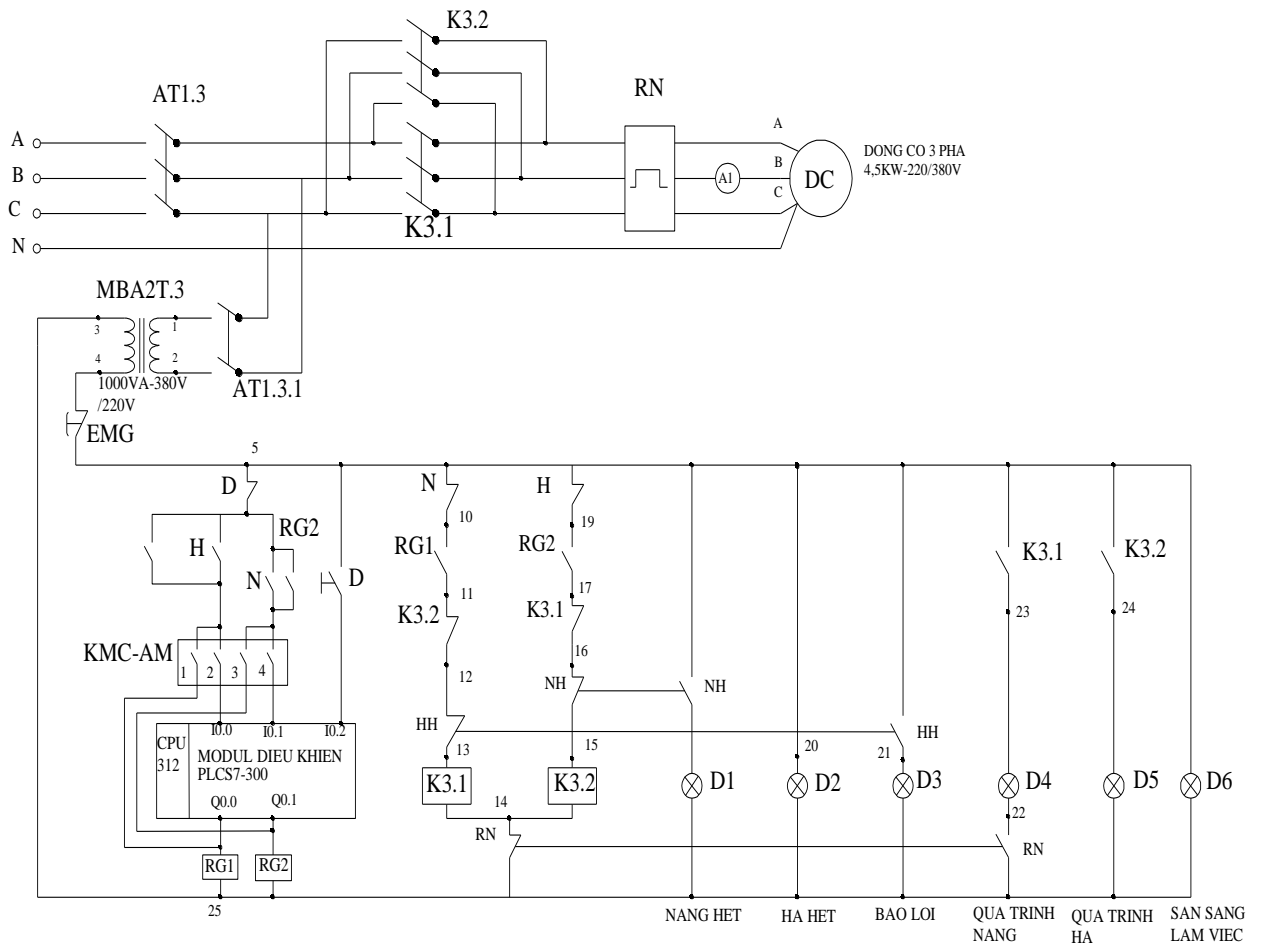 K3.2
AT1.3
RN
A
B
C
N
A
B
C
A1
DC
DONG CO 3 PHA
4,5KW-220/380V
K3.1
MBA2T.3
3
1
4
2
1000VA-380V
/220V
AT1.3.1
EMG
5
D
RG2
H
N
D
N
10
RG1
11
K3.2
12
HH
13
K3.1
H
19
RG2
17
K3.1
16
NH
15
K3.2
14
RN
NH
D1
20
D2
HH
21
D3
K3.1
23
D4
22
RN
K3.2
24
D5
D6
KMC-AM
1
2
3
4
I0.0
I0.1
I0.2
CPU
312
MODUL DIEU KHIEN
PLCS7-300
Q0.0
Q0.1
RG1
RG2
25
NANG HET
HA HET
BAO LOI
QUA TRINH
NANG
QUA TRINH
HA
SAN SANG
LAM VIEC